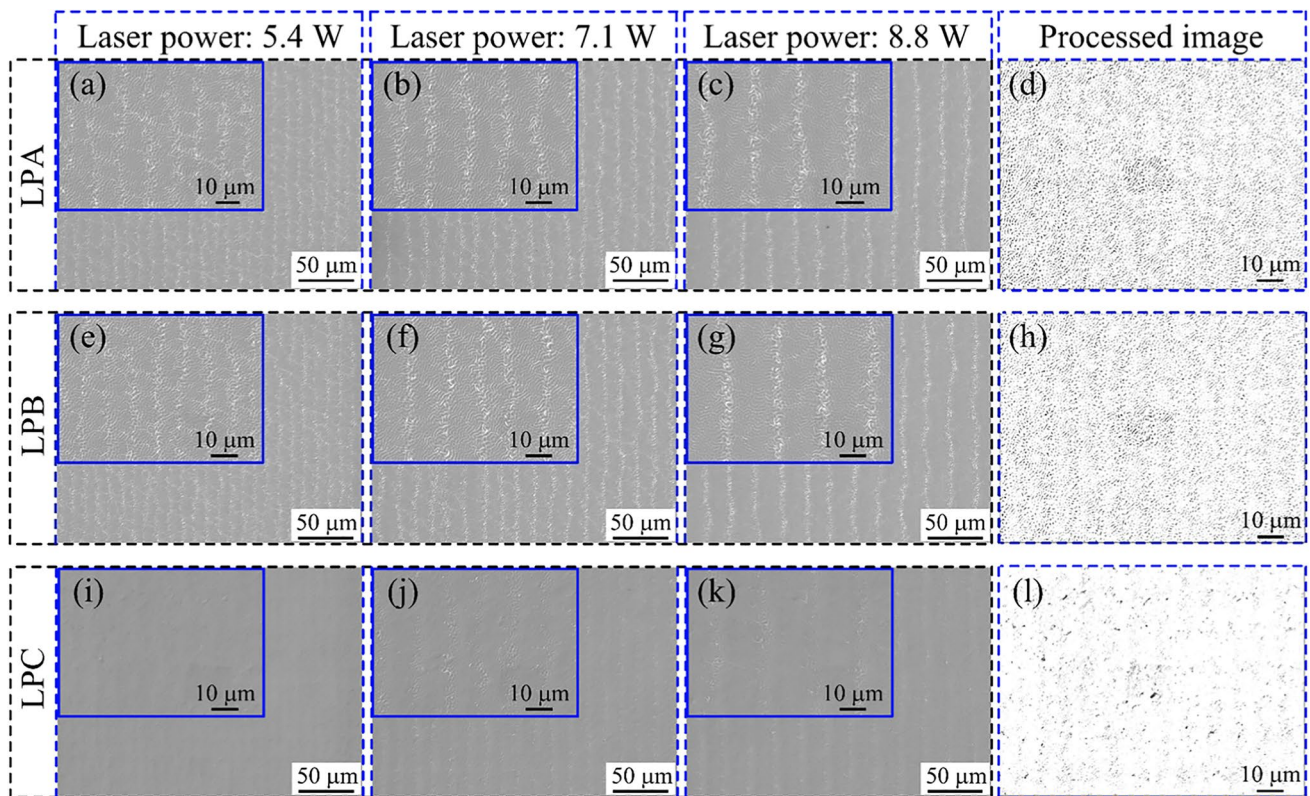 Laser power: 5.4 W Laser power: 7.1 W Laser power: 8.8 W Processed image
LPA
(a) (b) (c) (d)
10 μm 10 μm 10 μm
50 μm 50 μm 50 μm 10 μm
LPB
(e) (f) (g) (h)
10 μm 10 μm 10 μm
50 μm 50 μm 50 μm 10 μm
LPC
(i) (j) (k) (l)
10 μm 10 μm 10 μm
50 μm 50 μm 50 μm 10 μm